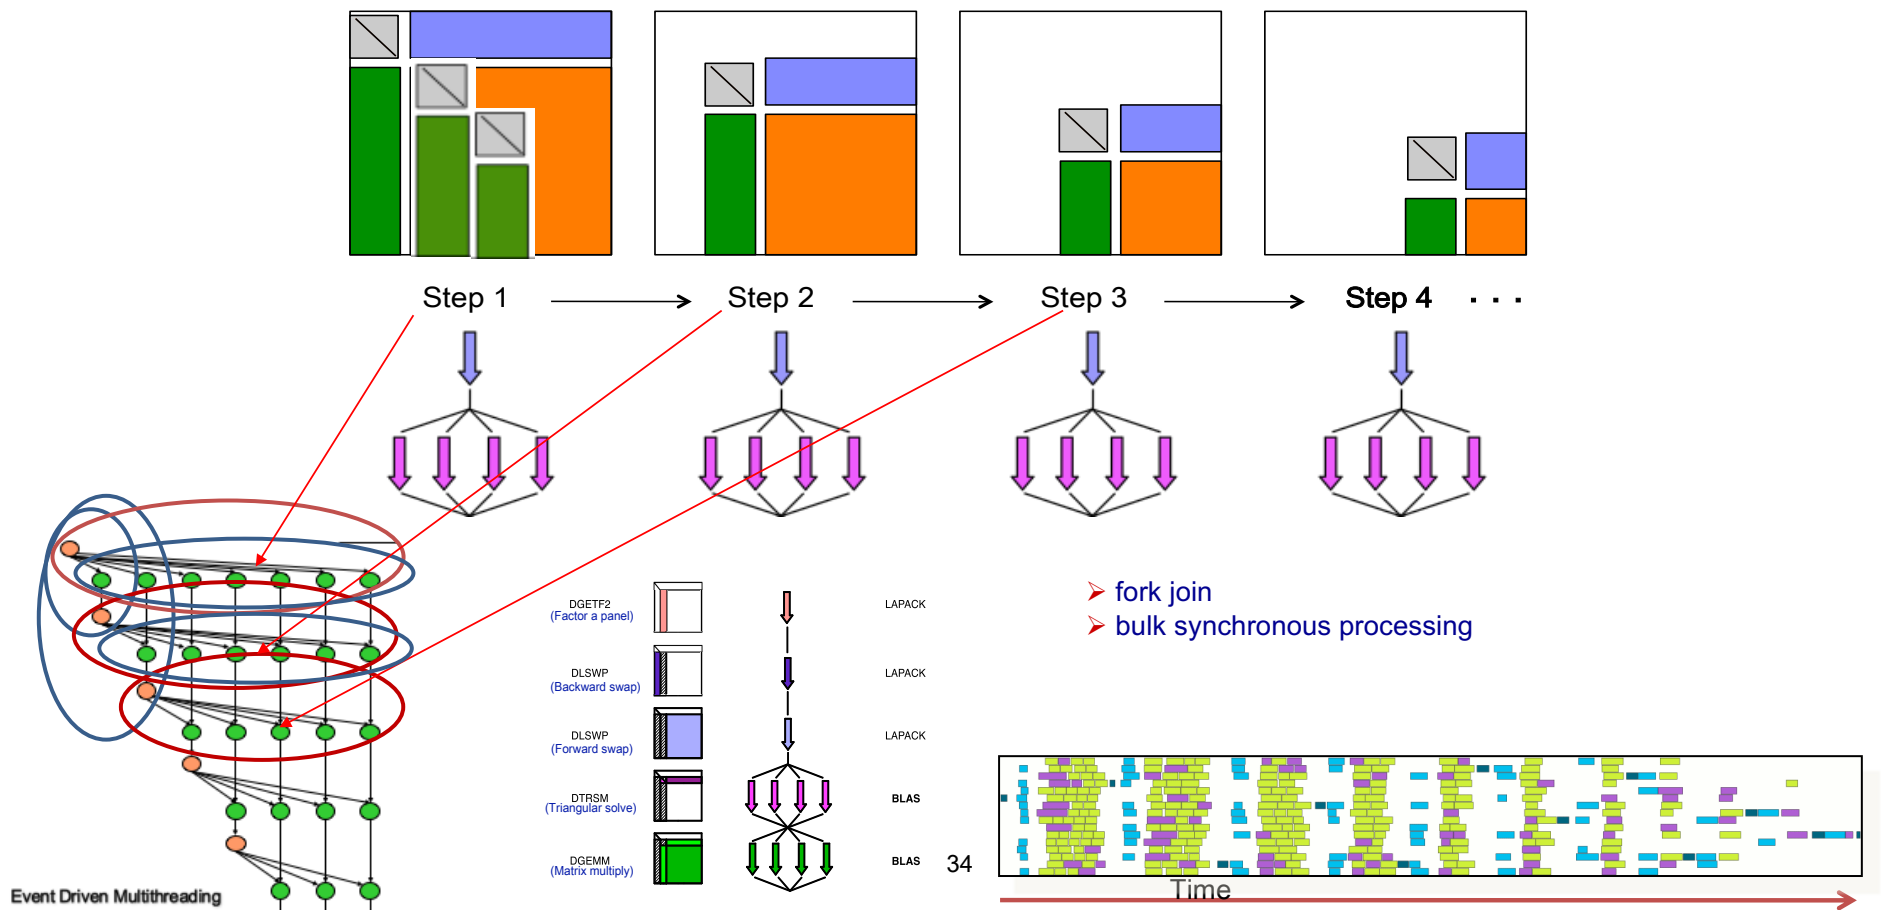 Step 1
Step 2
Step 3
Step 4 . . .
DGETF2
(Factor a panel)
LAPACK
DLSWP
(Backward swap)
LAPACK
DLSWP
(Forward swap)
LAPACK
DTRSM
(Triangular solve)
BLAS
DGEMM
(Matrix multiply)
BLAS
fork join
bulk synchronous processing
34
Time
Event Driven Multithreading